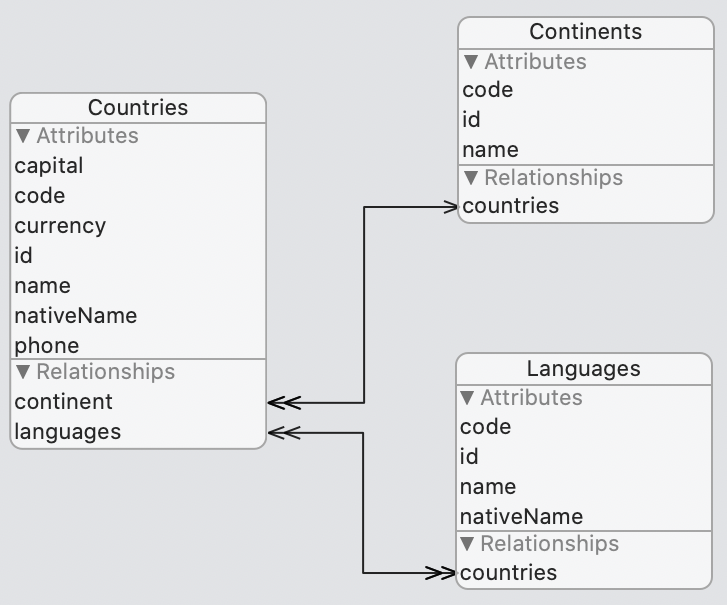 Countries
▼ Attributes
capital
code
currency
id
name
nativeName
phone
▼ Relationships
continent
languages
Continents
▼ Attributes
code
id
name
▼ Relationships
countries
Languages
▼ Attributes
code
id
name
nativeName
▼ Relationships
countries